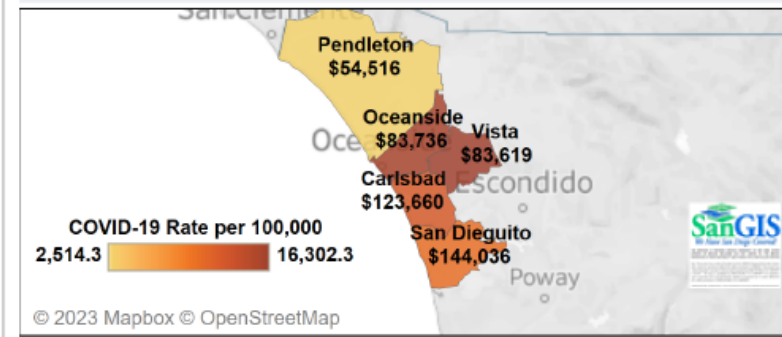 San Clemente
Pendleton
$54,516
Oceanside
Oce
$83,736
Vista
$83,619
Carlsbad
$123,660
Escondido
COVID-19 Rate per 100,000
2,514.3
16,302.3
San Dieguito
$144,036
SanGIS
We Have San Diego Covered!
Poway
© 2023 Mapbox © OpenStreetMap